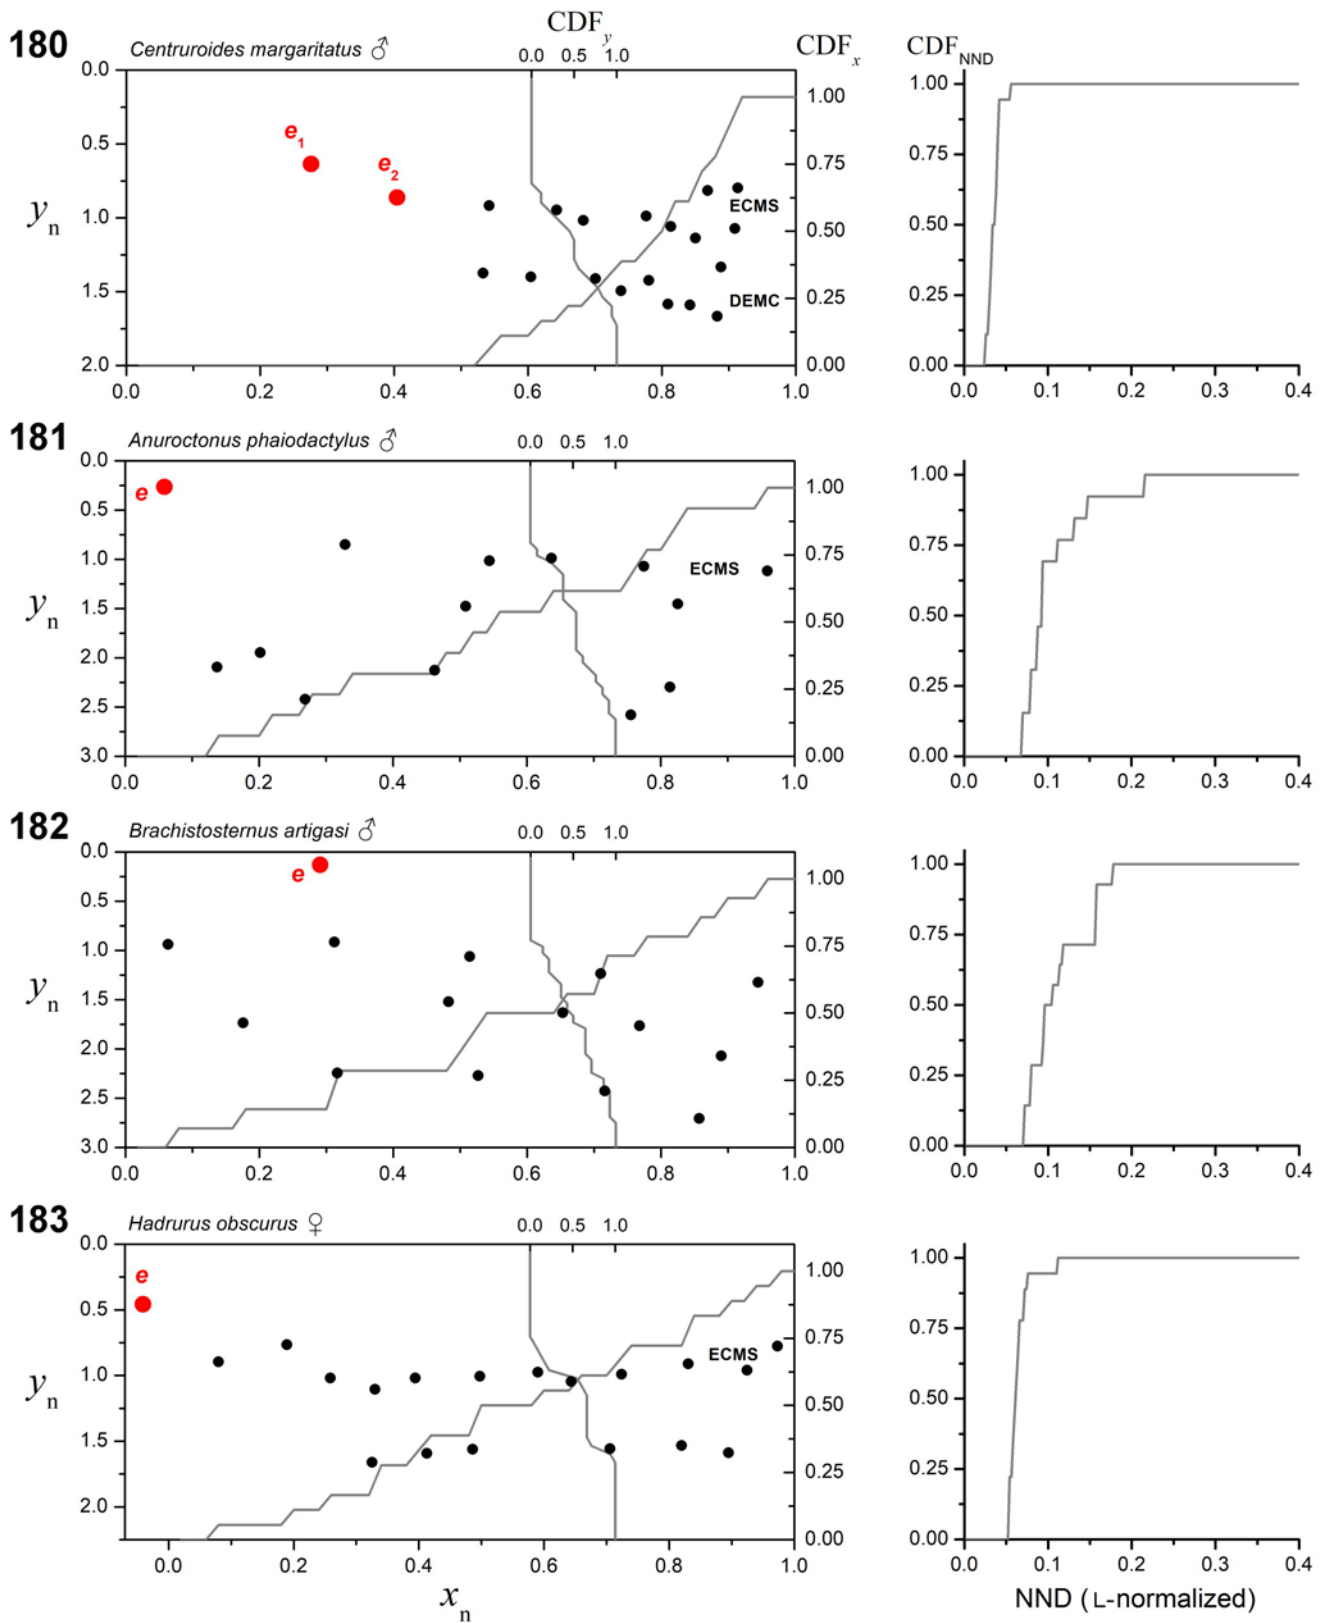 180 Centruroides margaritatus ♂ CDFy CDFx CDFNND
0.0 0.5 1.0
0.0 0.5 1.0 1.5 2.0
yn
e1 e2
ECMS
DEMC
1.00 0.75 0.50 0.25 0.00
0.0 0.2 0.4 0.6 0.8 1.0
1.00 0.75 0.50 0.25 0.00
0.0 0.1 0.2 0.3 0.4
181 Anuroctonus phaiodactylus ♂
0.0 0.5 1.0
0.0 0.5 1.0 1.5 2.0 2.5 3.0
yn
e
ECMS
1.00 0.75 0.50 0.25 0.00
0.0 0.2 0.4 0.6 0.8 1.0
1.00 0.75 0.50 0.25 0.00
0.0 0.1 0.2 0.3 0.4
182 Brachistosternus artigasi ♂
0.0 0.5 1.0
0.0 0.5 1.0 1.5 2.0 2.5 3.0
yn
e
1.00 0.75 0.50 0.25 0.00
0.0 0.2 0.4 0.6 0.8 1.0
1.00 0.75 0.50 0.25 0.00
0.0 0.1 0.2 0.3 0.4
183 Hadrurus obscurus ♀
0.0 0.5 1.0
0.0 0.5 1.0 1.5 2.0
yn
e
ECMS
1.00 0.75 0.50 0.25 0.00
0.0 0.2 0.4 0.6 0.8 1.0
xn
1.00 0.75 0.50 0.25 0.00
0.0 0.1 0.2 0.3 0.4
NND (L-normalized)